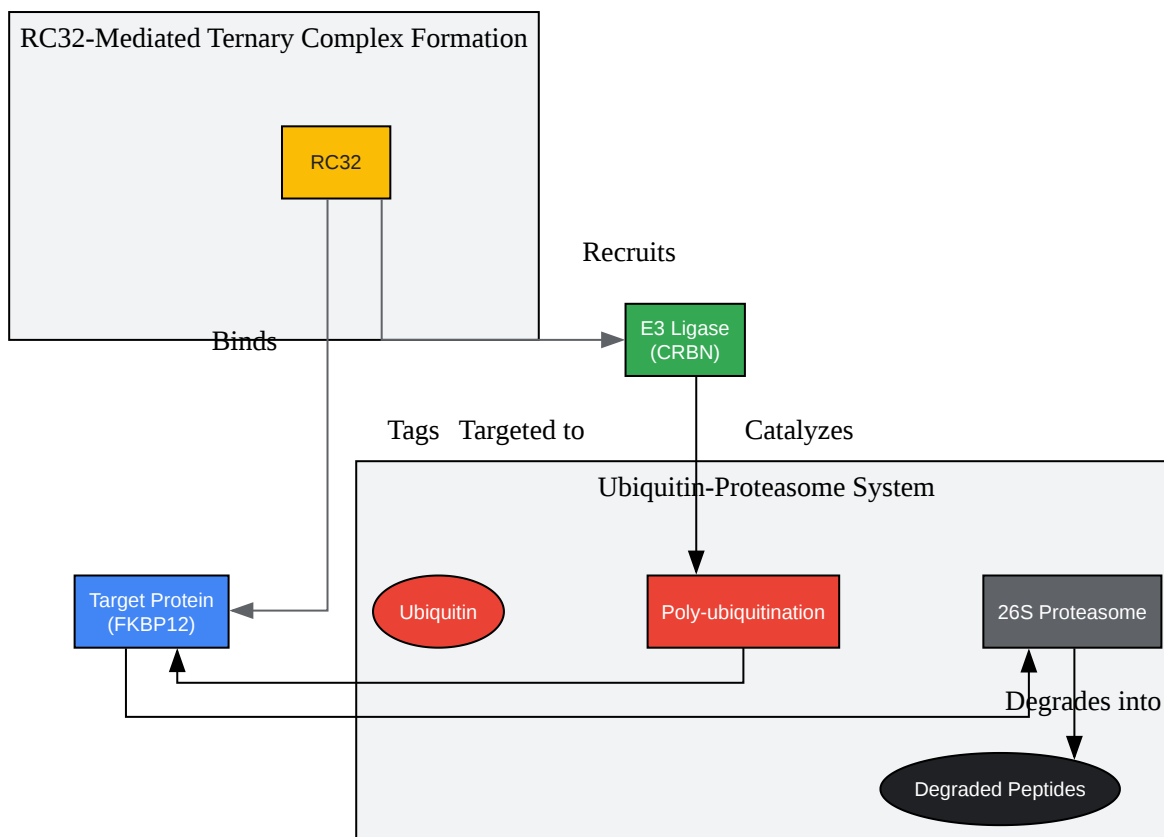 RC32-Mediated Ternary Complex Formation
RC32
Recruits
Binds
E3 Ligase
(CRBN)
Tags
Targeted to
Catalyzes
Ubiquitin-Proteasome System
Target Protein
(FKBP12)
Ubiquitin
Poly-ubiquitination
26S Proteasome
Degrades into
Degraded Peptides